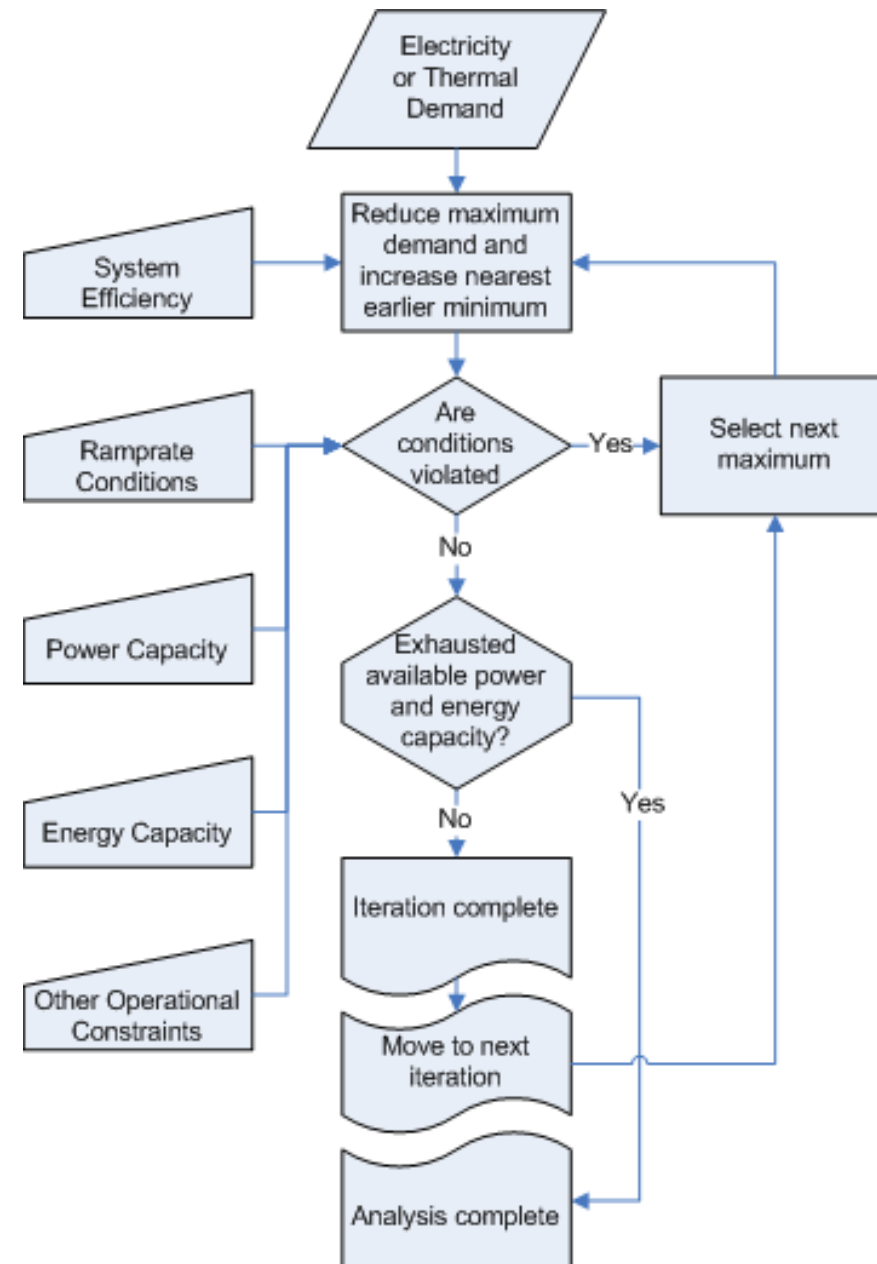 Electricity
or Thermal
Demand
Reduce maximum
demand and
increase nearest
earlier minimum
System
Efficiency
Are
conditions
violated
Yes
Select next
maximum
Ramprate
Conditions
No
Power Capacity
Exhausted
available power
and energy
capacity?
Energy Capacity
Yes
No
Iteration complete
Other Operational
Constraints
Move to next
iteration
Analysis complete